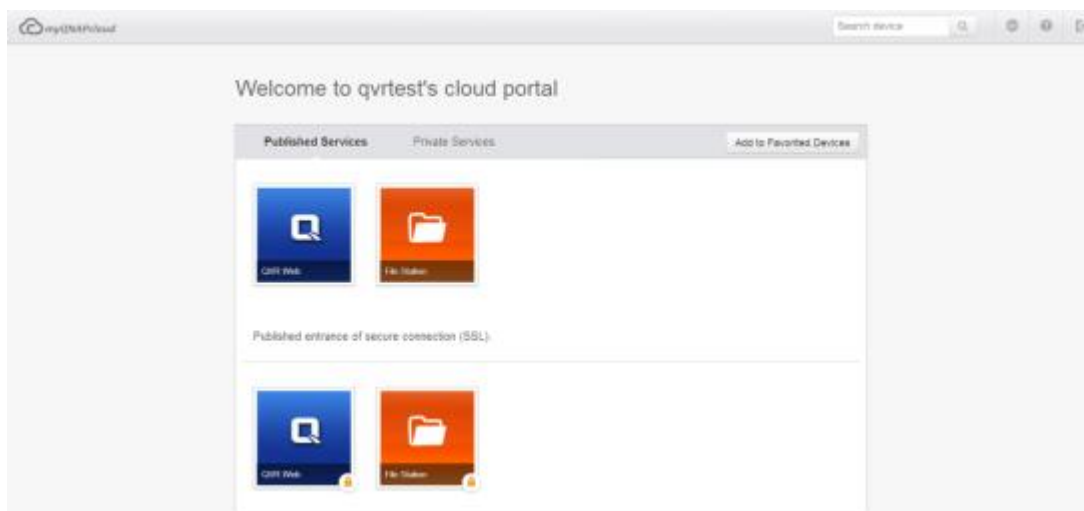 myQNAPcloud
Search device
Welcome to qvrtest's cloud portal
Published Services
Private Services
Add to Favorited Devices
QVR Web
File Station
Published entrance of secure connection (SSL).
QVR Web
File Station